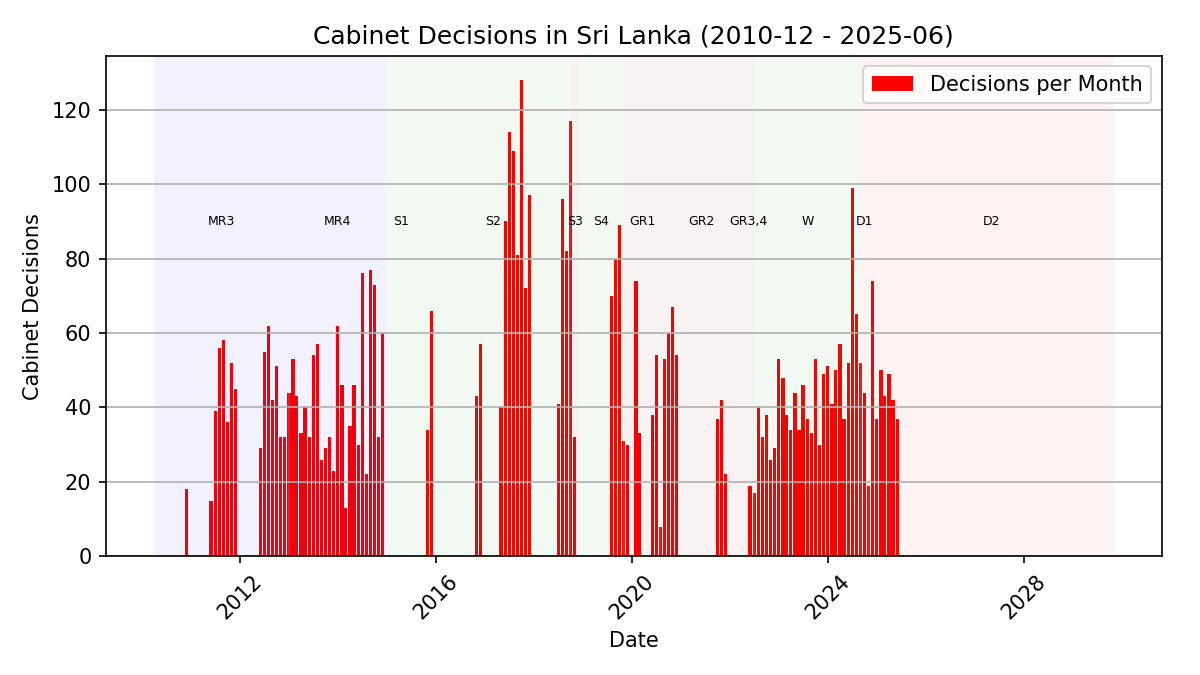 Cabinet Decisions in Sri Lanka (2010-12 - 2025-06)
Decisions per Month
Cabinet Decisions
120
100
80
60
40
20
0
MR3 MR4 S1 S2 S3 S4 GR1 GR2 GR3,4 W D1 D2
2012 2016 2020 2024 2028
Date